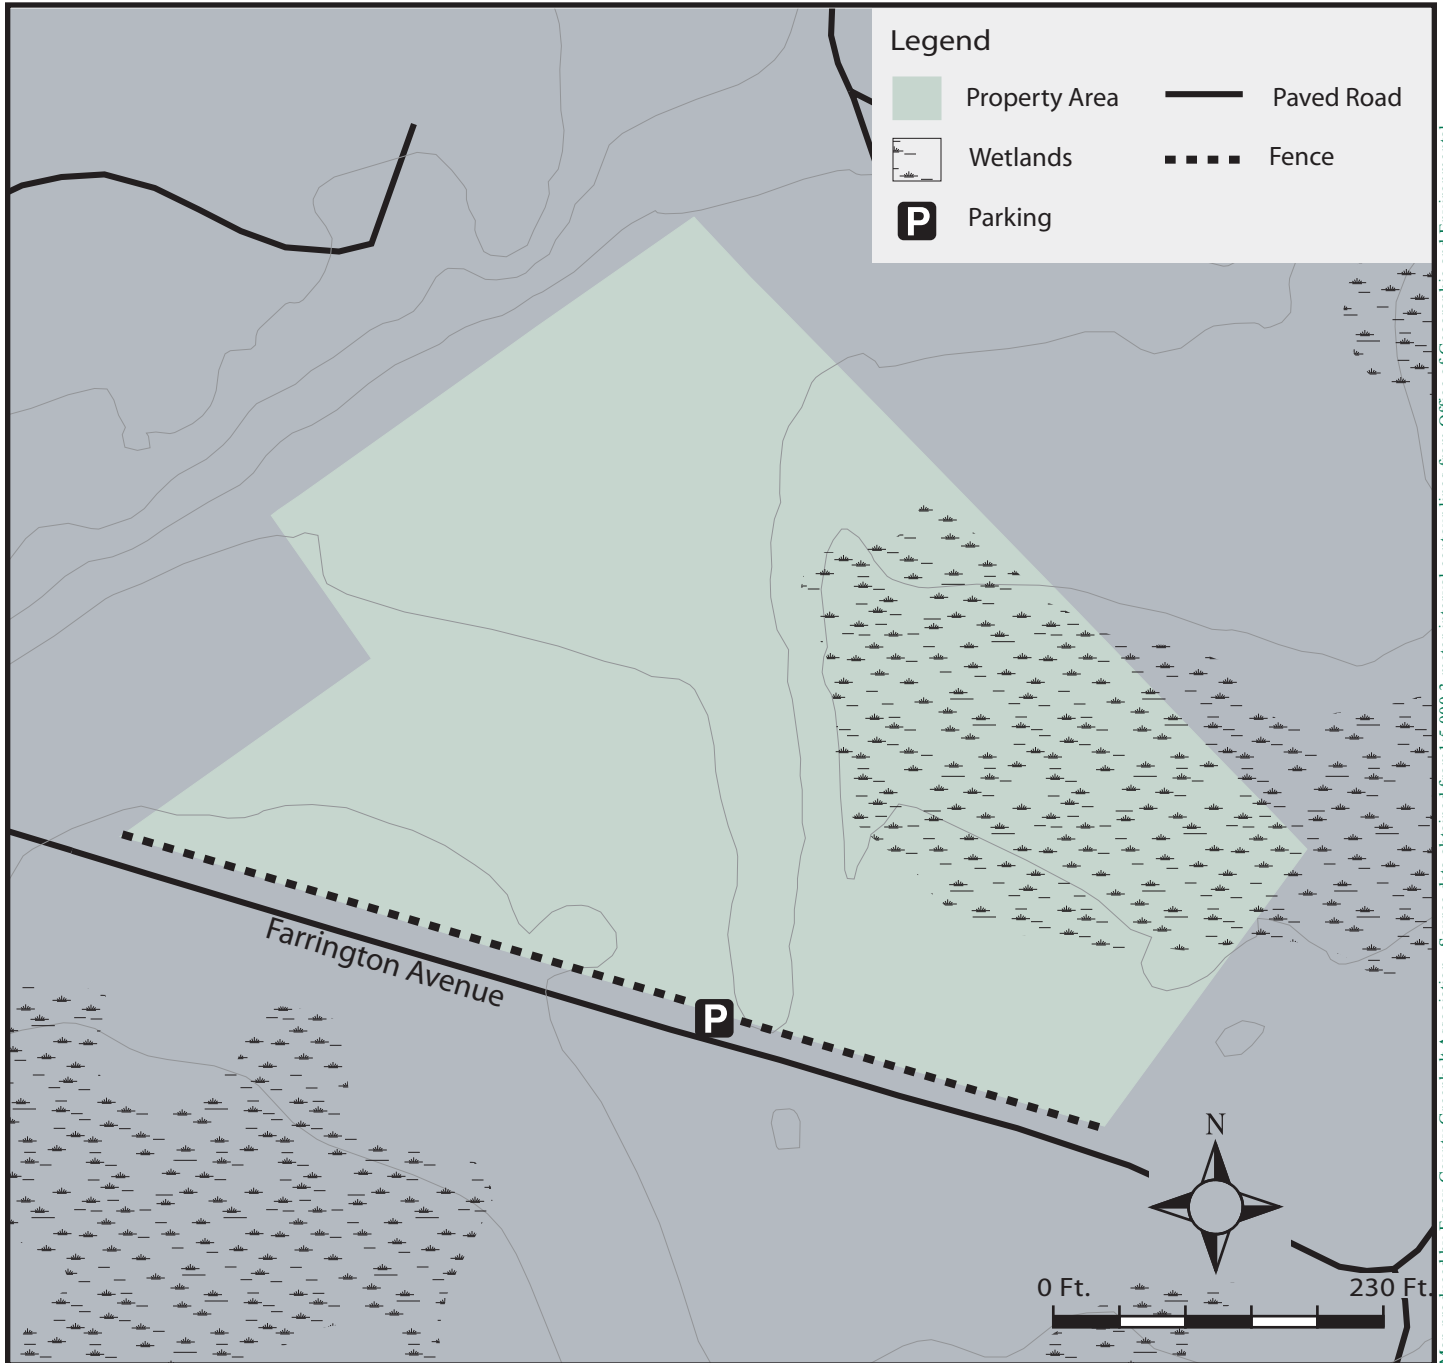 Legend
Property Area
Paved Road
Wetlands
Fence
P
Parking
Farrington Avenue
P
N
0 Ft.
230 Ft.